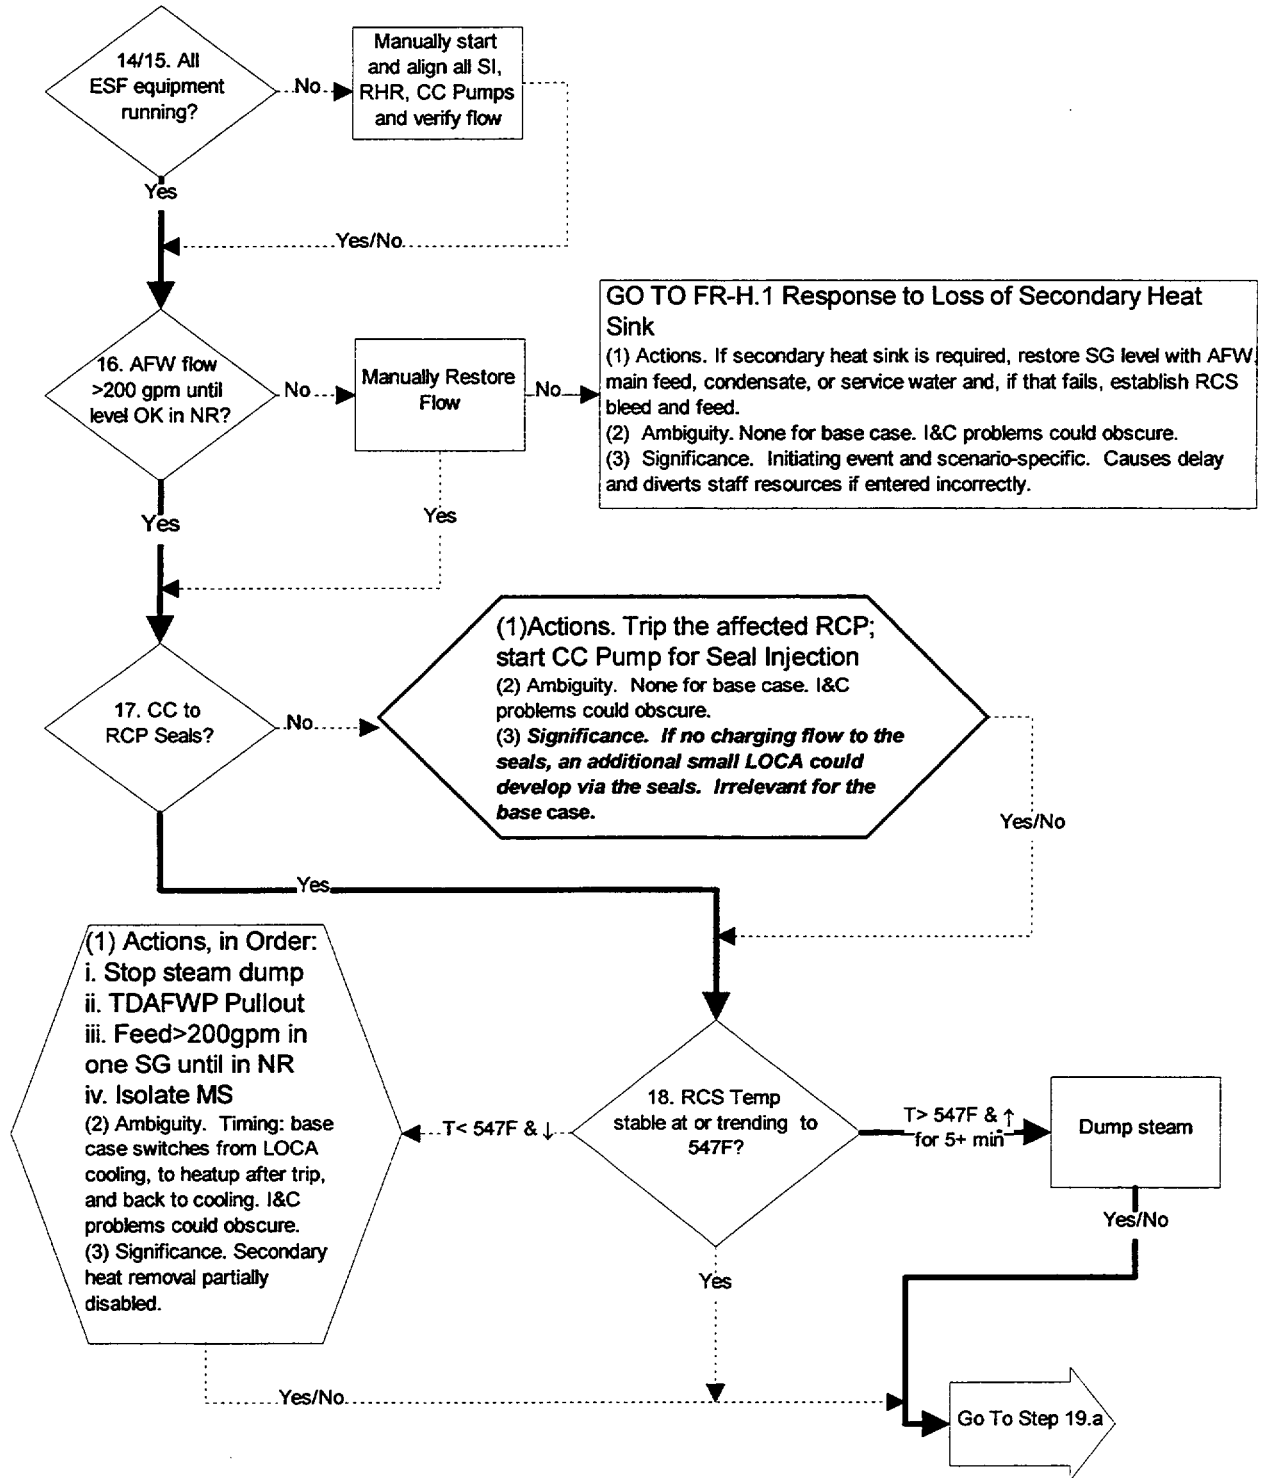 14/15. All
ESF equipment
running?
No
Manually start
and align all SI,
RHR, CC Pumps
and verify flow
Yes
Yes/No
16. AFW flow
>200 gpm until
level OK in NR?
No
Manually Restore
Flow
No
GO TO FR-H.1 Response to Loss of Secondary Heat
Sink
(1) Actions. If secondary heat sink is required, restore SG level with AFW,
main feed, condensate, or service water and, if that fails, establish RCS
bleed and feed.
(2) Ambiguity. None for base case. I&C problems could obscure.
(3) Significance. Initiating event and scenario-specific. Causes delay
and diverts staff resources if entered incorrectly.
Yes
Yes
17. CC to
RCP Seals?
No
(1)Actions. Trip the affected RCP;
start CC Pump for Seal Injection
(2) Ambiguity. None for base case. I&C
problems could obscure.
(3) Significance. If no charging flow to the
seals, an additional small LOCA could
develop via the seals. Irrelevant for the
base case.
Yes/No
Yes
(1) Actions, in Order:
i. Stop steam dump
ii. TDAFWP Pullout
iii. Feed>200gpm in
one SG until in NR
iv. Isolate MS
(2) Ambiguity. Timing: base
case switches from LOCA
cooling, to heatup after trip,
and back to cooling. I&C
problems could obscure.
(3) Significance. Secondary
heat removal partially
disabled.
T< 547F & ↓
18. RCS Temp
stable at or trending to
547F?
T> 547F & ↑
for 5+ min
Dump steam
Yes/No
Yes
Yes/No
Go To Step 19.a